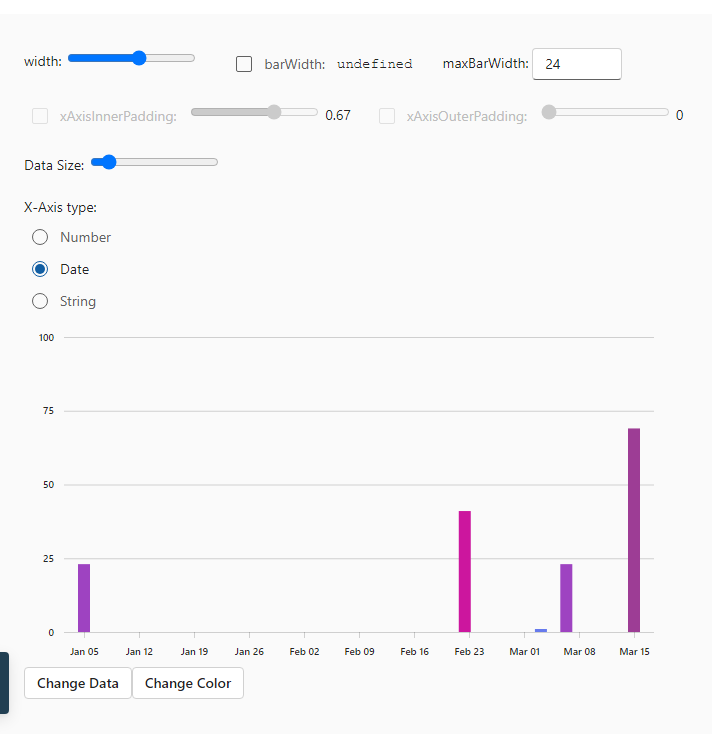 width: barWidth: undefined maxBarWidth: 24
xAxisInnerPadding: 0.67 xAxisOuterPadding: 0
Data Size:
X-Axis type:
Number
Date
String
100
75
50
25
0
Jan 05 Jan 12 Jan 19 Jan 26 Feb 02 Feb 09 Feb 16 Feb 23 Mar 01 Mar 08 Mar 15
Change Data Change Color